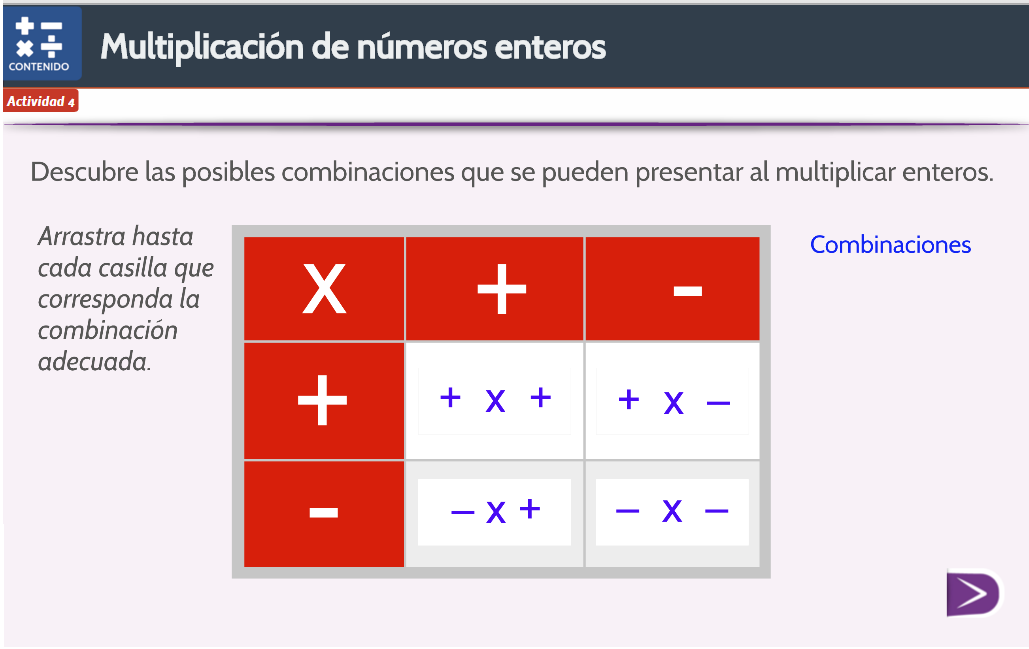 CONTENIDO
Multiplicación de números enteros
Actividad 4
Descubre las posibles combinaciones que se pueden presentar al multiplicar enteros.
Arrastra hasta
cada casilla que
corresponda la
combinación
adecuada.
X + -
+ + x + + x –
- – x + – x –
Combinaciones